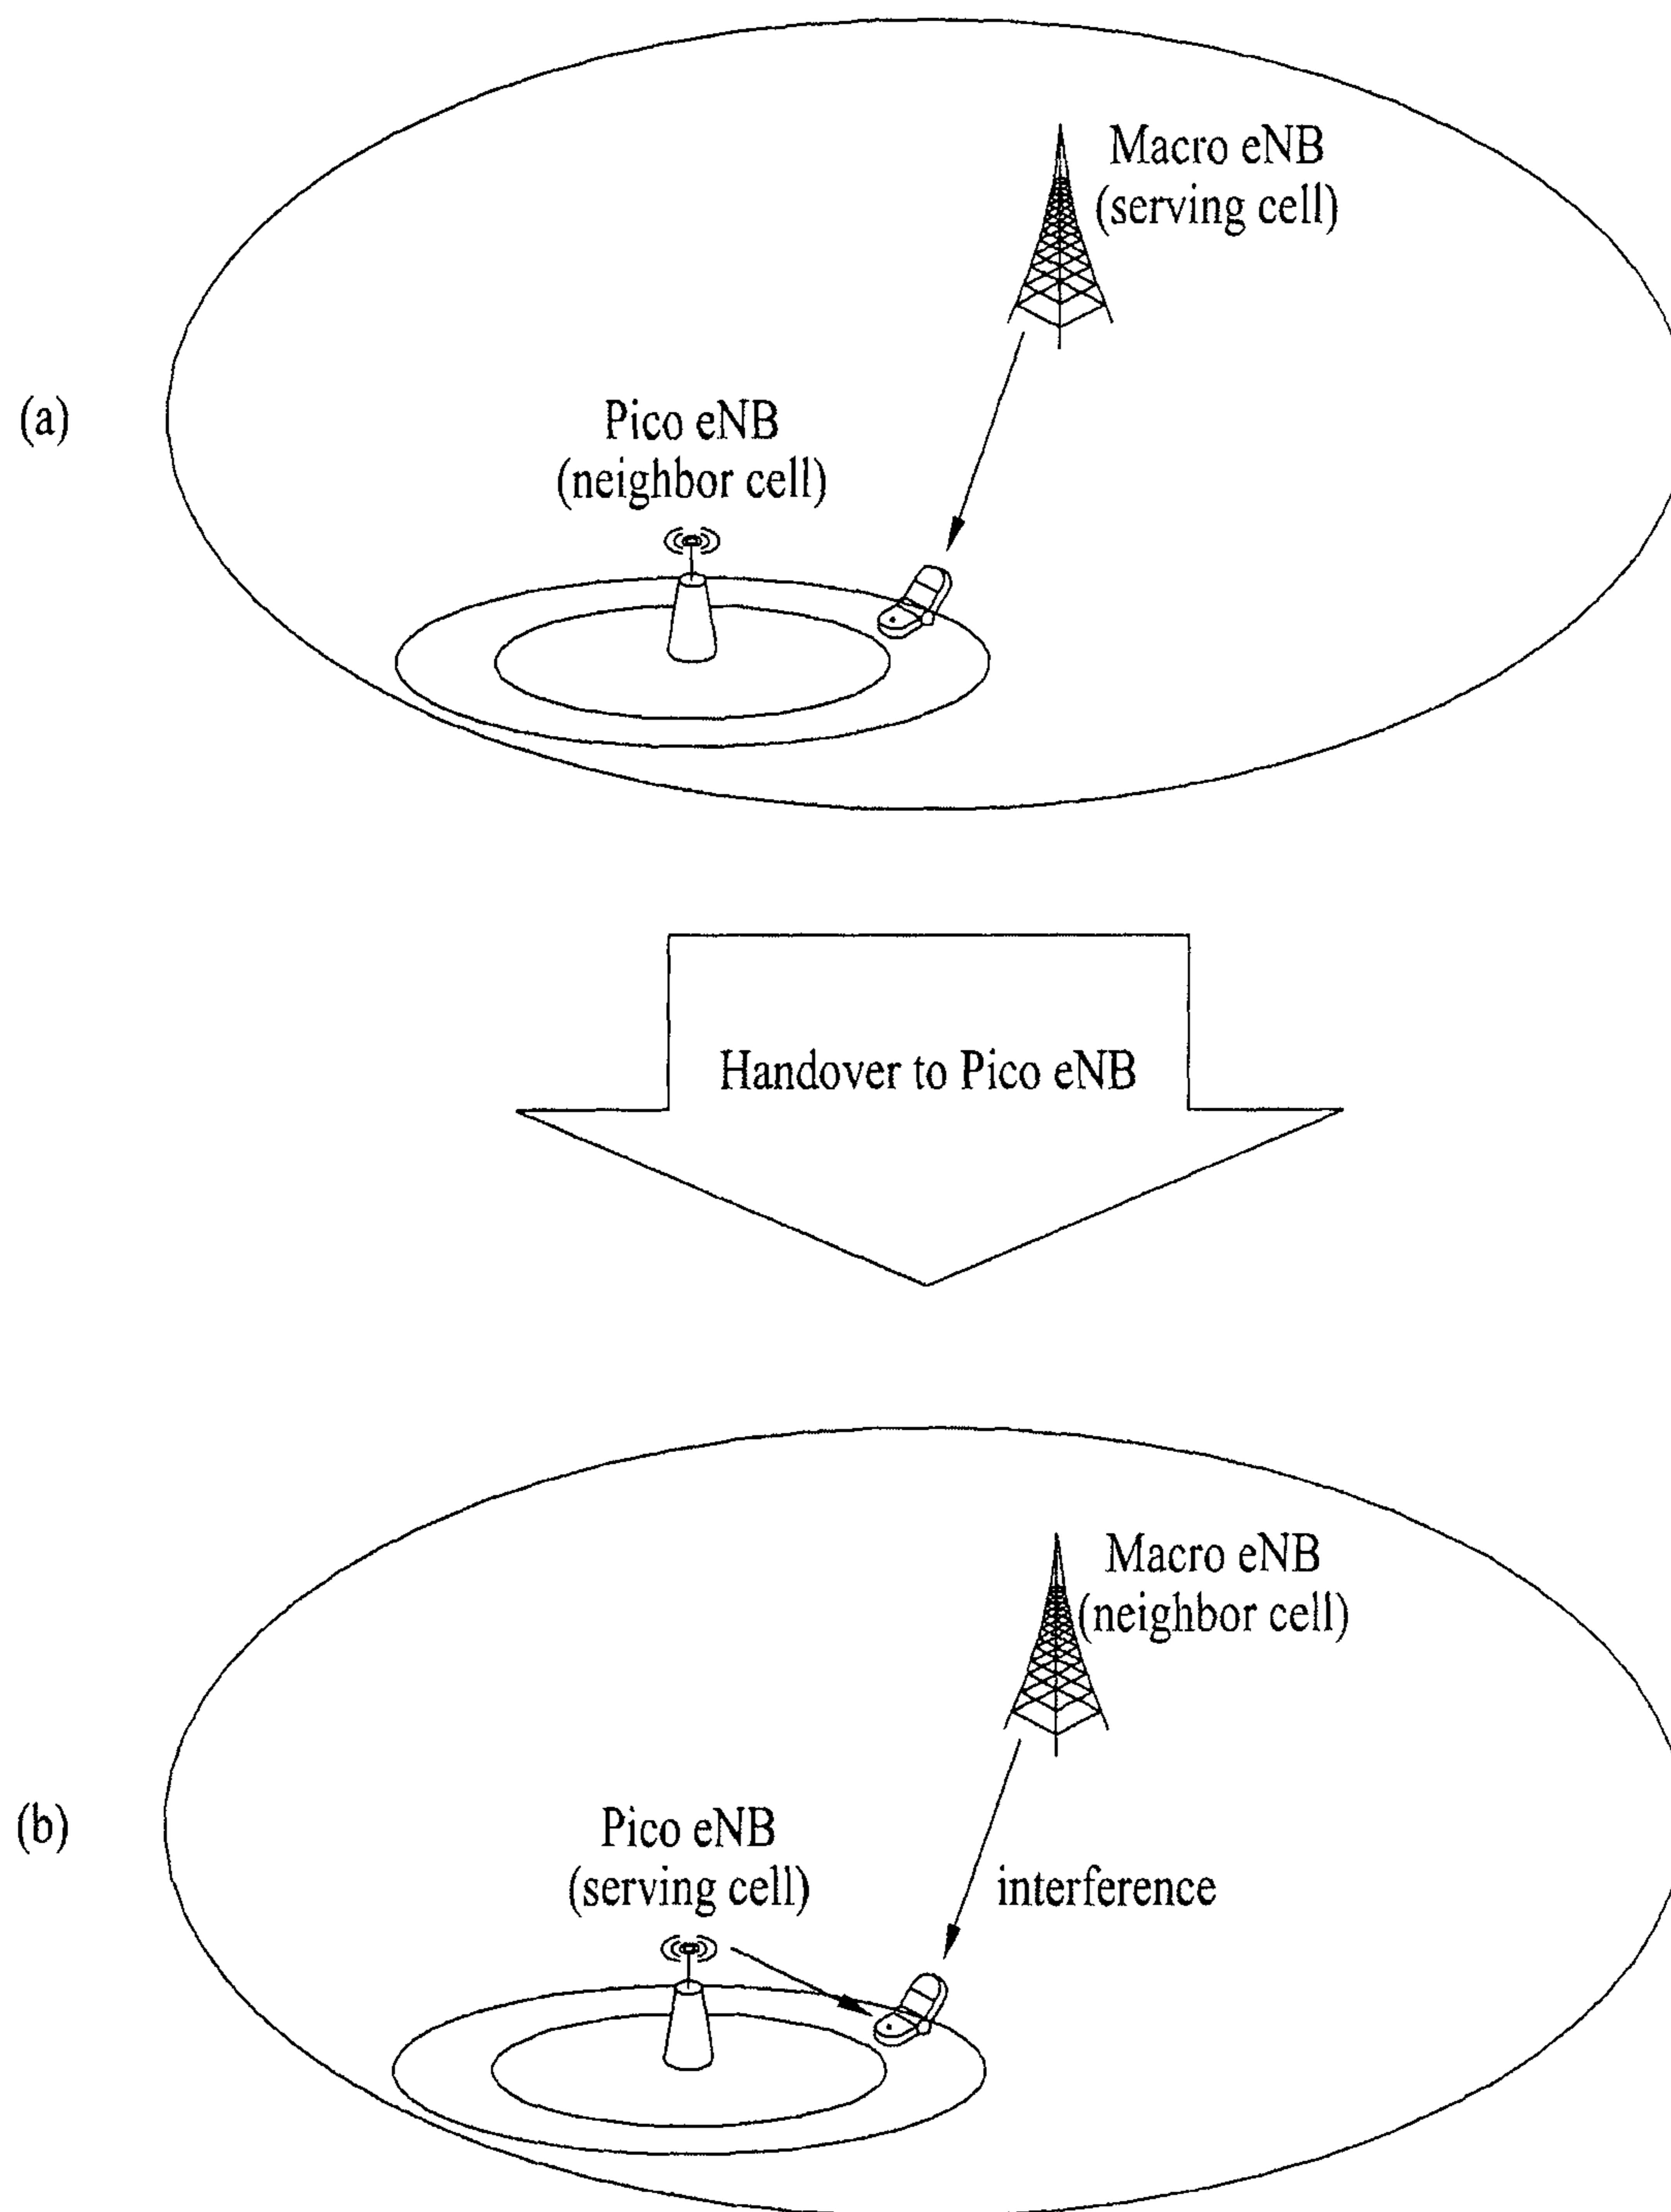 Macro eNB
(serving cell)
(a)
Pico eNB
(neighbor cell)
Handover to Pico eNB
Macro eNB
(neighbor cell)
(b)
Pico eNB
(serving cell)
interference